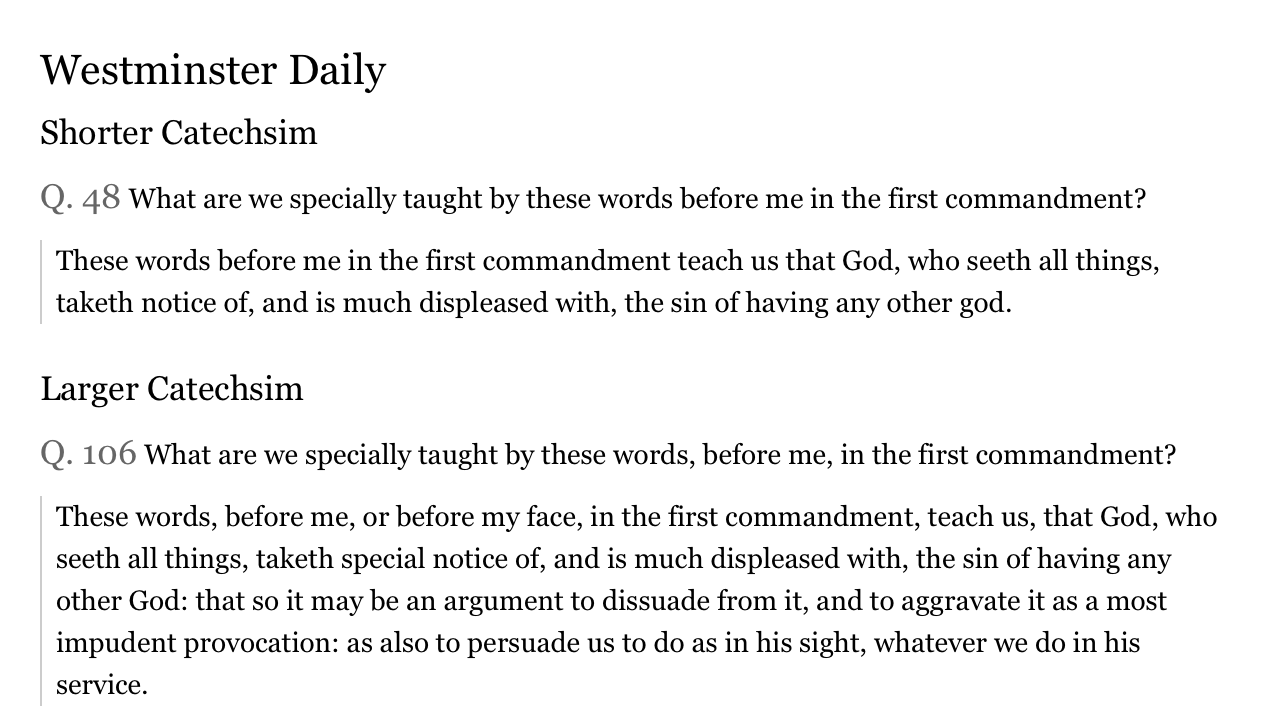 Westminster Daily
Shorter Catechsim
Q. 48 What are we specially taught by these words before me in the first commandment?
These words before me in the first commandment teach us that God, who seeth all things,
taketh notice of, and is much displeased with, the sin of having any other god.
Larger Catechsim
Q. 106 What are we specially taught by these words, before me, in the first commandment?
These words, before me, or before my face, in the first commandment, teach us, that God, who
seeth all things, taketh special notice of, and is much displeased with, the sin of having any
other God: that so it may be an argument to dissuade from it, and to aggravate it as a most
impudent provocation: as also to persuade us to do as in his sight, whatever we do in his
service.